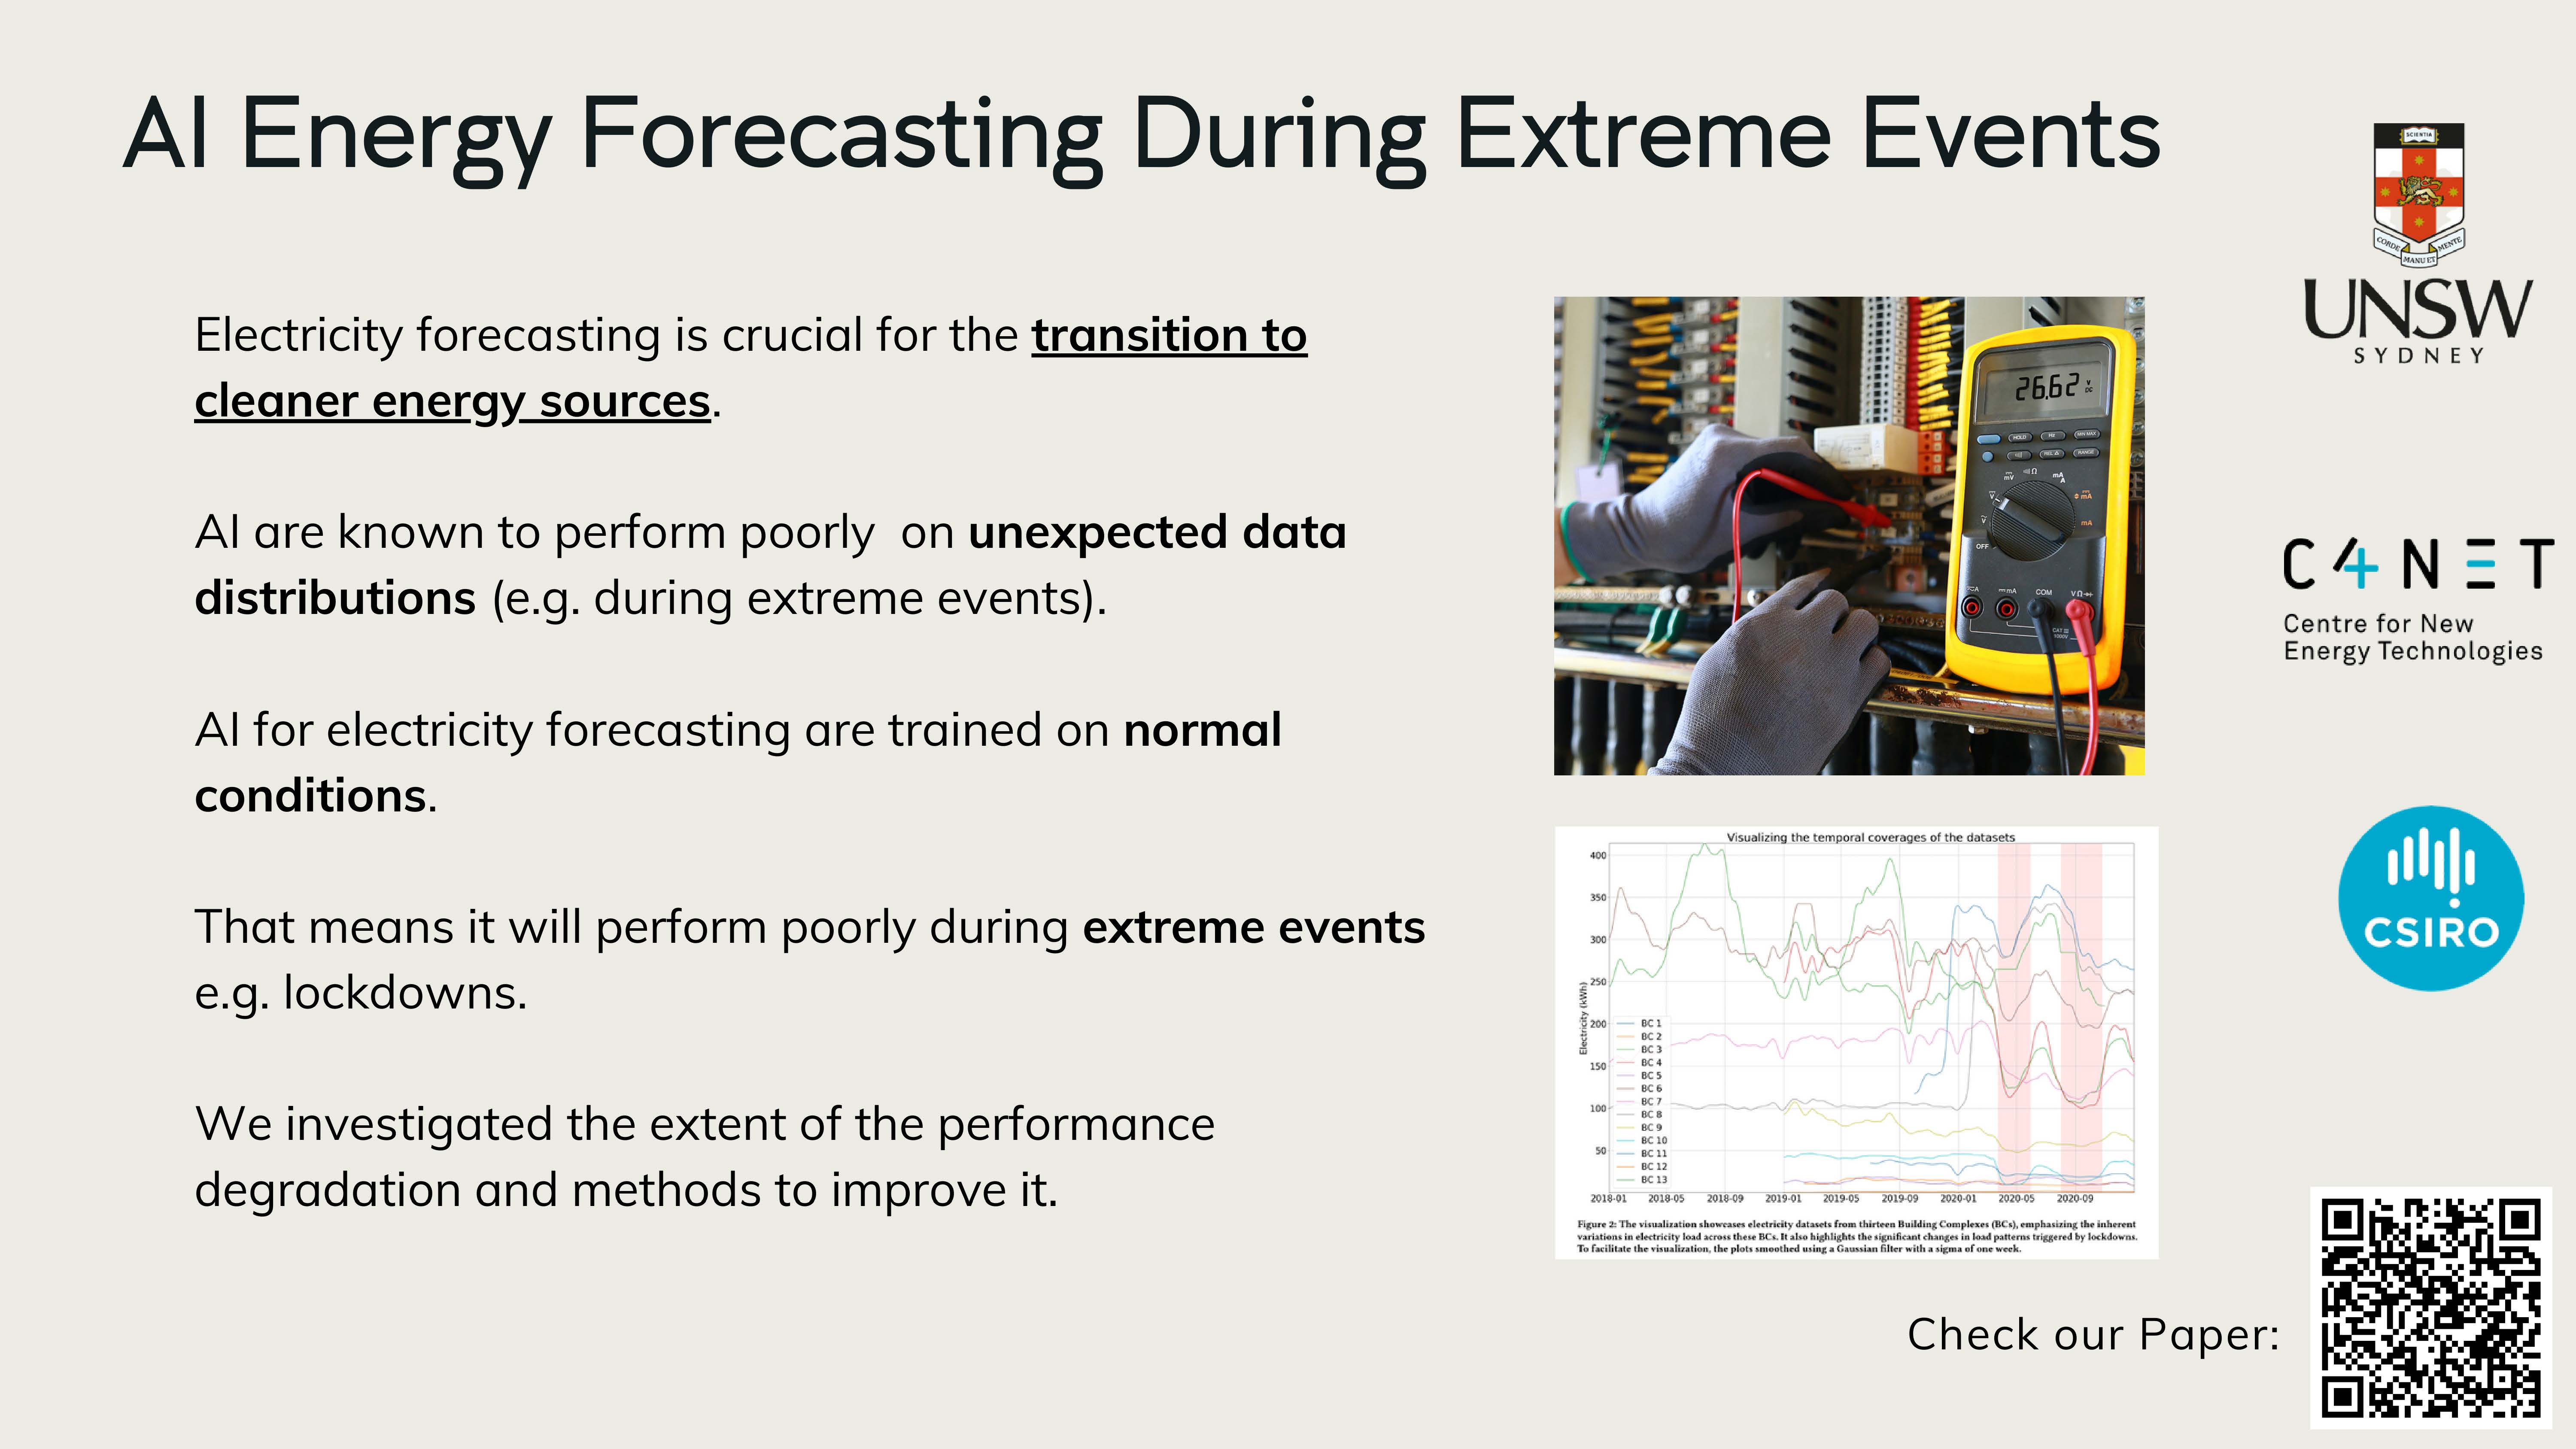 AI Energy Forecasting During Extreme Events
Electricity forecasting is crucial for the transition to
cleaner energy sources.
AI are known to perform poorly  on unexpected data
distributions (e.g. during extreme events).
AI for electricity forecasting are trained on normal
conditions.
That means it will perform poorly during extreme events
e.g. lockdowns.
We investigated the extent of the performance
degradation and methods to improve it.
26.62 V
DC
HOLD Hz MIN MAX
REL Δ RANGE
mV Ω mA
A
V mA
V mA
OFF
A mA COM VΩ
CAT III
1000V
Visualizing the temporal coverages of the datasets
Electricity (kWh)
400
350
300
250
200
150
100
50
BC 1
BC 2
BC 3
BC 4
BC 5
BC 6
BC 7
BC 8
BC 9
BC 10
BC 11
BC 12
BC 13
2018-01 2018-05 2018-09 2019-01 2019-05 2019-09 2020-01 2020-05 2020-09
Figure 2: The visualization showcases electricity datasets from thirteen Building Complexes (BCs), emphasizing the inherent
variations in electricity load across these BCs. It also highlights the significant changes in load patterns triggered by lockdowns.
To facilitate the visualization, the plots smoothed using a Gaussian filter with a sigma of one week.
SCIENTIA
CORDE MENTE
MANU ET
UNSW
SYDNEY
C4NET
Centre for New
Energy Technologies
CSIRO
Check our Paper: